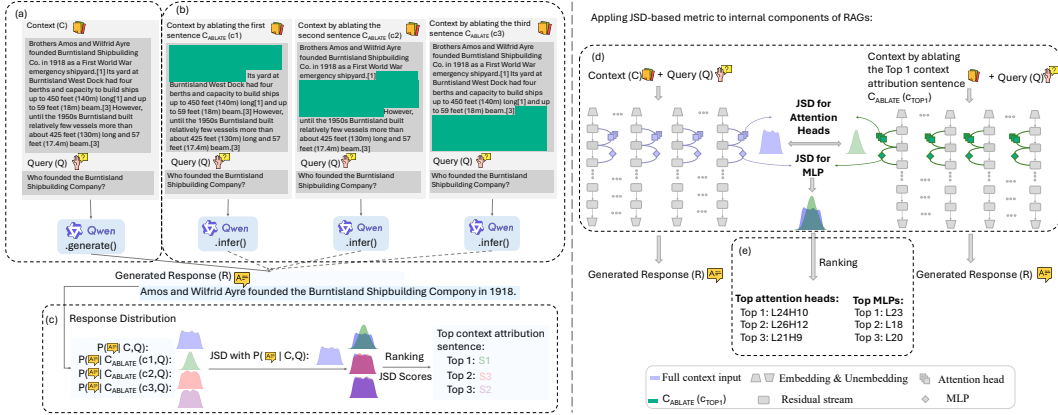 (a)
Context (C)
Brothers Amos and Wilfrid Ayre
founded Burntisland Shipbuilding
Co. in 1918 as a First World War
emergency shipyard.[1] Its yard at
Burntisland West Dock had four
berths and capacity to build ships
up to 450 feet (140m) long[1] and up
to 59 feet (18m) beam.[3] However,
until the 1950s Burntisland built
relatively few vessels more than
about 425 feet (130m) long and 57
feet (17.4m) beam.[3]
Query (Q)
Who founded the Burntisland
Shipbuilding Company?
Qwen
.generate()
(b)
Context by ablating the first
sentence C_ABLATE (c1)
Its yard at
Burntisland West Dock had four
berths and capacity to build ships
up to 450 feet (140m) long[1] and up
to 59 feet (18m) beam.[3] However,
until the 1950s Burntisland built
relatively few vessels more than
about 425 feet (130m) long and 57
feet (17.4m) beam.[3]
Query (Q)
Who founded the Burntisland
Shipbuilding Company?
Qwen
.infer()
Context by ablating the
second sentence C_ABLATE (c2)
Brothers Amos and Wilfrid Ayre
founded Burntisland Shipbuilding
Co. in 1918 as a First World War
emergency shipyard.[1]
However,
until the 1950s Burntisland built
relatively few vessels more than
about 425 feet (130m) long and 57
feet (17.4m) beam.[3]
Query (Q)
Who founded the Burntisland
Shipbuilding Company?
Qwen
.infer()
Context by ablating the third
sentence C_ABLATE (c3)
Brothers Amos and Wilfrid Ayre
founded Burntisland Shipbuilding
Co. in 1918 as a First World War
emergency shipyard.[1] Its yard at
Burntisland West Dock had four
berths and capacity to build ships
up to 450 feet (140m) long[1] and up
to 59 feet (18m) beam.[3]
Query (Q)
Who founded the Burntisland
Shipbuilding Company?
Qwen
.infer()
Generated Response (R)
Amos and Wilfrid Ayre founded the Burntisland Shipbuilding Company in 1918.
(c)
Response Distribution
P( | C,Q):
P( | C_ABLATE (c1,Q):
P( | C_ABLATE (c2,Q):
P( | C_ABLATE (c3,Q):
JSD with P( | C,Q):
Ranking
JSD Scores
Top context attribution
sentence:
Top 1: S1
Top 2: S3
Top 3: S2
Appling JSD-based metric to internal components of RAGs:
(d)
Context (C) + Query (Q)
Context by ablating
the Top 1 context
attribution sentence
C_ABLATE (c_TOP1)
+ Query (Q)
JSD for
Attention
Heads
JSD for
MLP
Generated Response (R)
Generated Response (R)
Ranking
(e)
Top attention heads:
Top 1: L24H10
Top 2: L26H12
Top 3: L21H9
Top MLPs:
Top 1: L23
Top 2: L18
Top 3: L20
Full context input
Embedding & Unembedding
Attention head
C_ABLATE (c_TOP1)
Residual stream
MLP